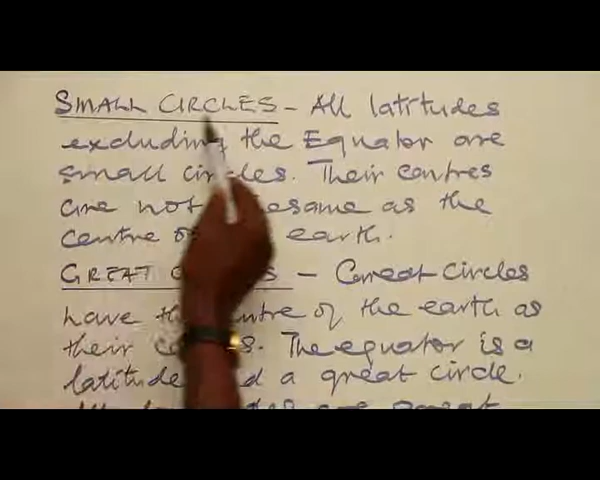 SMALL CIRCLES - All latitudes
excluding the Equator are
small circles. Their centres
are not same as the
centre earth.
GREAT - Great circles
have the centre of the earth as
their . The equator is a
latitude a great circle.